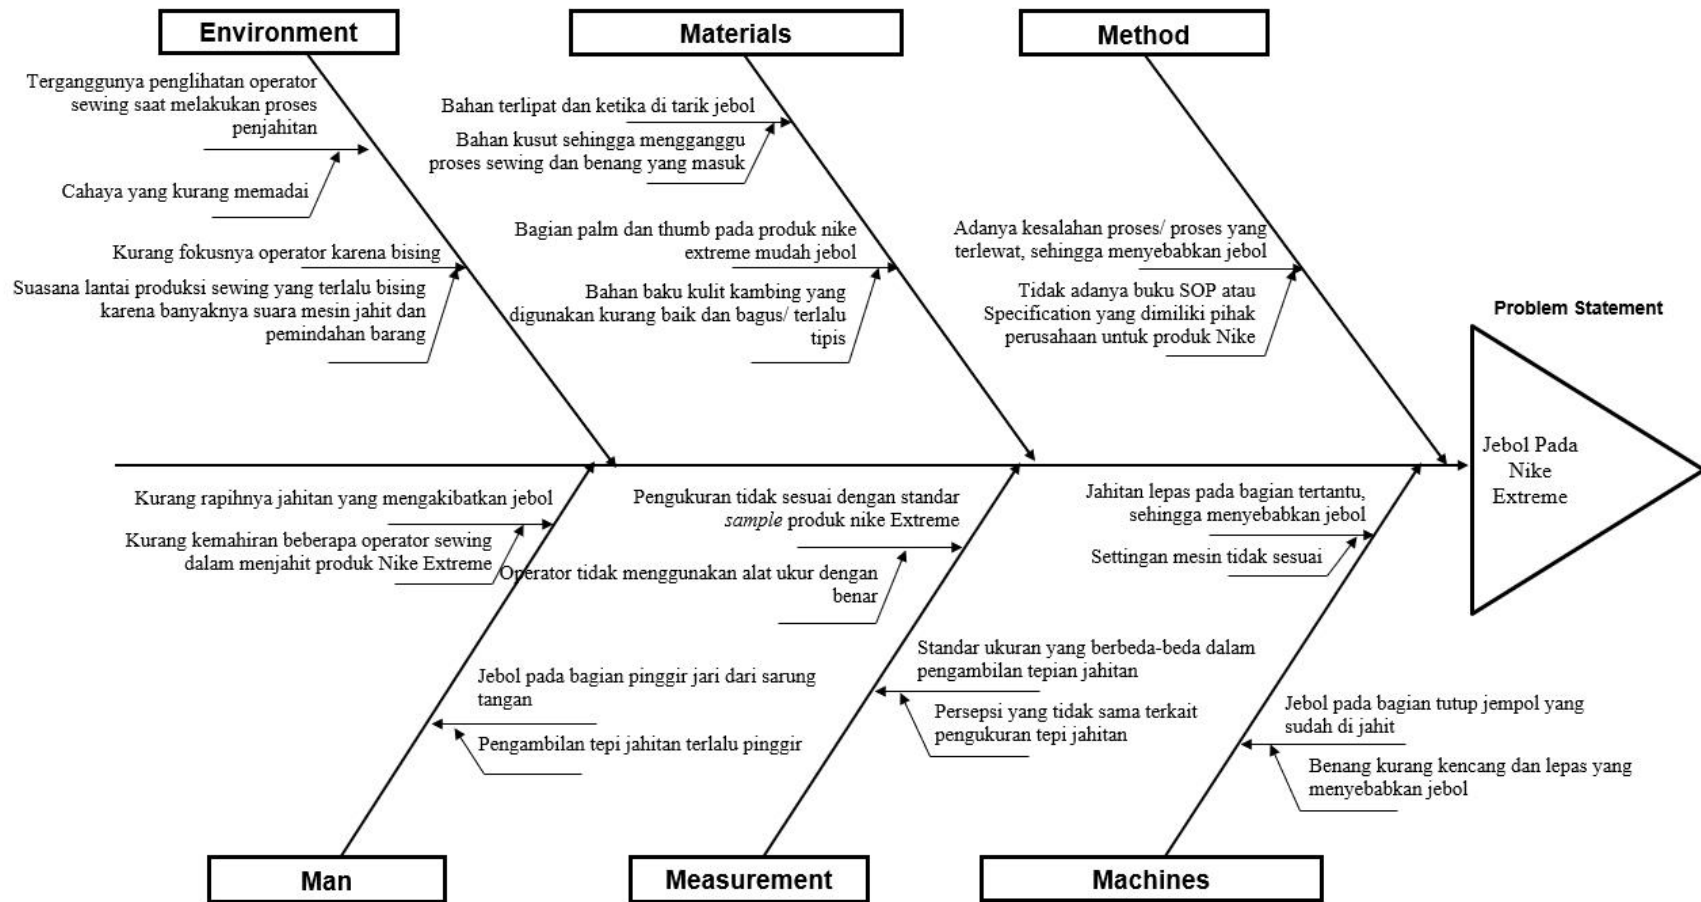 Environment
Materials
Method
Terganggunya penglihatan operator
sewing saat melakukan proses
penjahitan
Cahaya yang kurang memadai
Kurang fokusnya operator karena bising
Suasana lantai produksi sewing yang terlalu bising
karena banyaknya suara mesin jahit dan
pemindahan barang
Bahan terlipat dan ketika di tarik jebol
Bahan kusut sehingga mengganggu
proses sewing dan benang yang masuk
Bagian palm dan thumb pada produk nike
extreme mudah jebol
Bahan baku kulit kambing yang
digunakan kurang baik dan bagus/ terlalu
tipis
Adanya kesalahan proses/ proses yang
terlewat, sehingga menyebabkan jebol
Tidak adanya buku SOP atau
Specification yang dimiliki pihak
perusahaan untuk produk Nike
Problem Statement
Jebol Pada
Nike
Extreme
Kurang rapihnya jahitan yang mengakibatkan jebol
Kurang kemahiran beberapa operator sewing
dalam menjahit produk Nike Extreme
Jebol pada bagian pinggir jari dari sarung
tangan
Pengambilan tepi jahitan terlalu pinggir
Pengukuran tidak sesuai dengan standar
sample produk nike Extreme
Operator tidak menggunakan alat ukur dengan
benar
Standar ukuran yang berbeda-beda dalam
pengambilan tepian jahitan
Persepsi yang tidak sama terkait
pengukuran tepi jahitan
Jahitan lepas pada bagian tertantu,
sehingga menyebabkan jebol
Settingan mesin tidak sesuai
Jebol pada bagian tutup jempol yang
sudah di jahit
Benang kurang kencang dan lepas yang
menyebabkan jebol
Man
Measurement
Machines